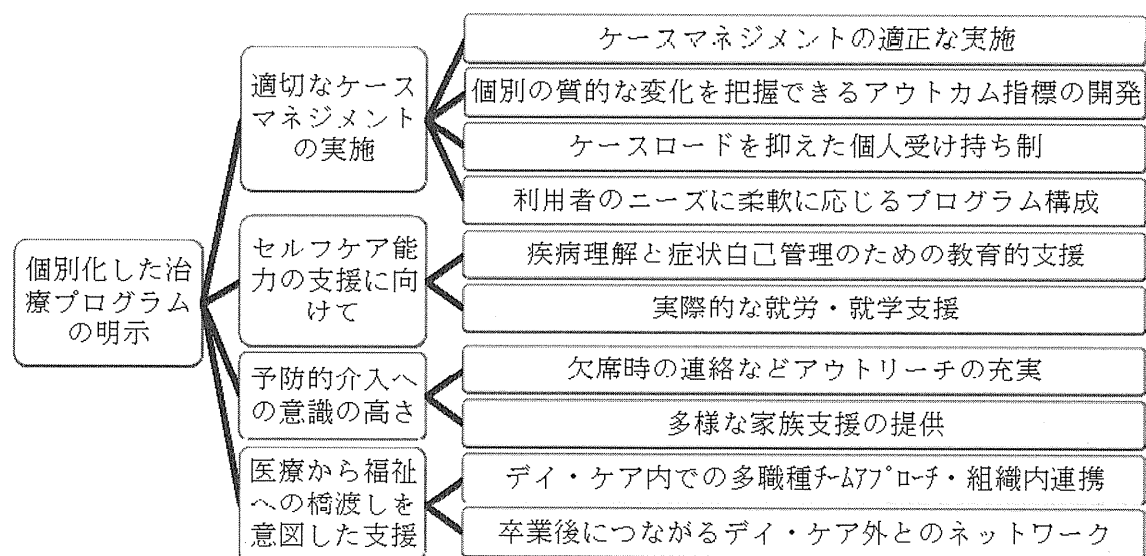 個別化した治
療プログラム
の明示
適切なケース
マネジメント
の実施
ケースマネジメントの適正な実施
個別の質的な変化を把握できるアウトカム指標の開発
ケースロードを抑えた個人受け持ち制
利用者のニーズに柔軟に応じるプログラム構成
セルフケア能
力の支援に向
けて
疾病理解と症状自己管理のための教育的支援
実際的な就労・就学支援
予防的介入へ
の意識の高さ
欠席時の連絡などアウトリーチの充実
多様な家族支援の提供
医療から福祉
への橋渡しを
意図した支援
デイ・ケア内での多職種ﾁｰﾑｱﾌﾟﾛｰﾁ・組織内連携
卒業後につながるデイ・ケア外とのネットワーク